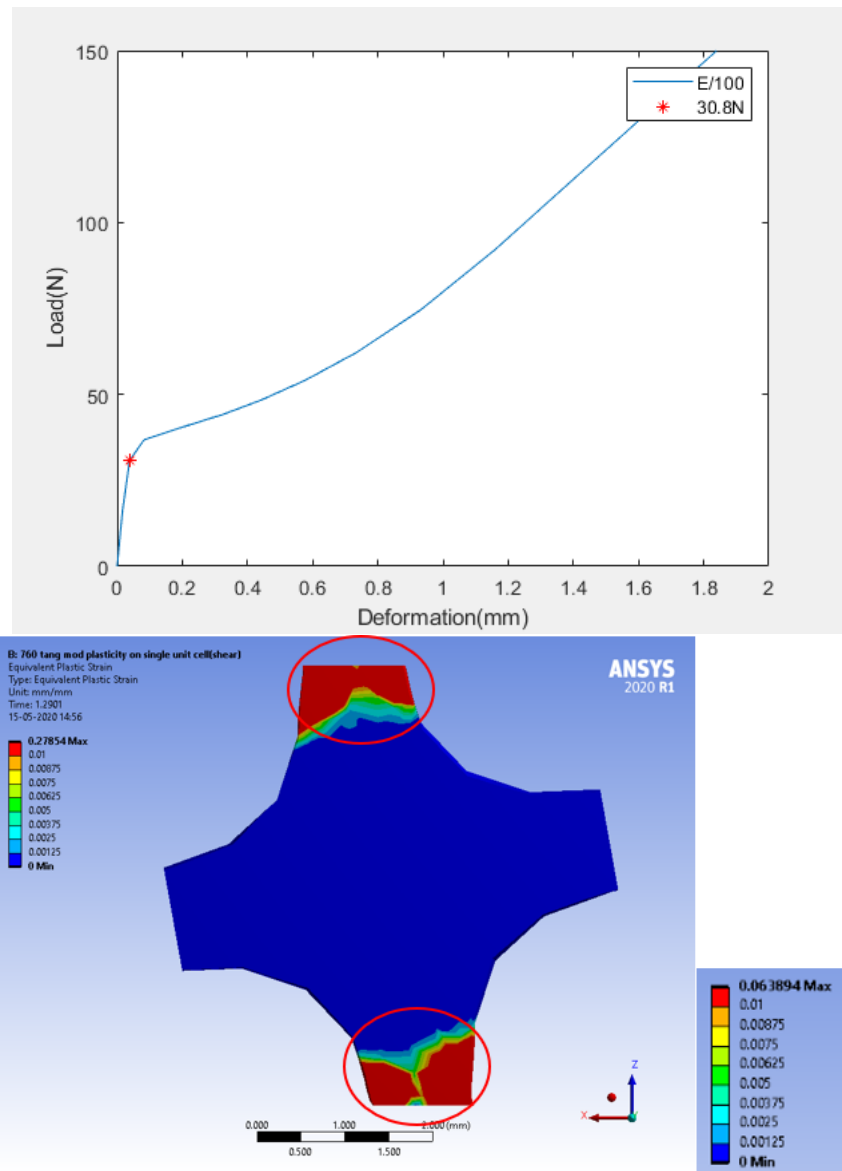 150
E/100
30.8N
100
Load(N)
50
0
0 0.2 0.4 0.6 0.8 1 1.2 1.4 1.6 1.8 2
Deformation(mm)
B: 760 tang mod plasticity on single unit cell(shear)
Equivalent Plastic Strain
Type: Equivalent Plastic Strain
Unit: mm/mm
Time: 1.2901
15-05-2020 14:56
ANSYS
2020 R1
0.27854 Max
0.01
0.00875
0.0075
0.00625
0.005
0.00375
0.0025
0.00125
0 Min
0.063894 Max
0.01
0.00875
0.0075
0.00625
0.005
0.00375
0.0025
0.00125
0 Min
Z
X
0.000 1.000 2.000 (mm)
0.500 1.500